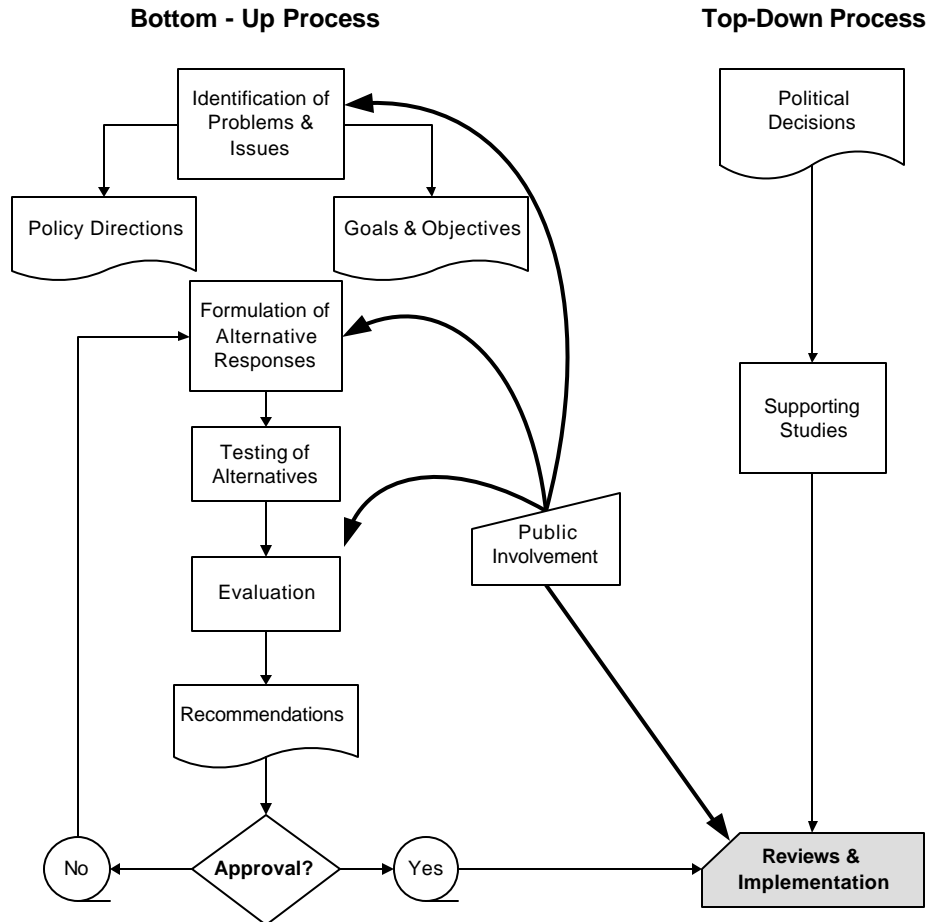 Bottom - Up Process
Top-Down Process
Identification of
Problems &
Issues
Political
Decisions
Policy Directions
Goals & Objectives
Formulation of
Alternative
Responses
Supporting
Studies
Testing of
Alternatives
Public
Involvement
Evaluation
Recommendations
No
Approval?
Yes
Reviews &
Implementation